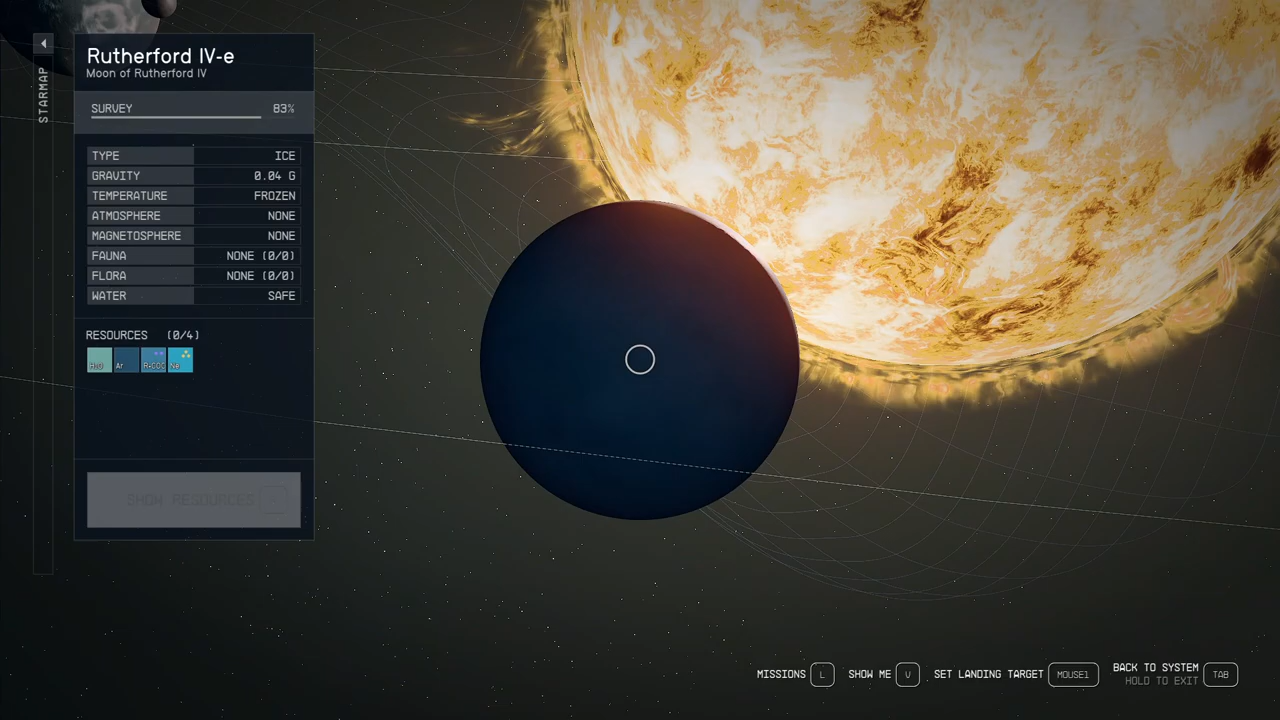 STARMAP
Rutherford IV-e
Moon of Rutherford IV
SURVEY 83%
TYPE ICE
GRAVITY 0.04 G
TEMPERATURE FROZEN
ATMOSPHERE NONE
MAGNETOSPHERE NONE
FAUNA NONE (0/0)
FLORA NONE (0/0)
WATER SAFE
RESOURCES (0/4)
H2O Ar R-COC Ne
SHOW RESOURCES
MISSIONS L SHOW ME V SET LANDING TARGET MOUSE1 BACK TO SYSTEM TAB
HOLD TO EXIT